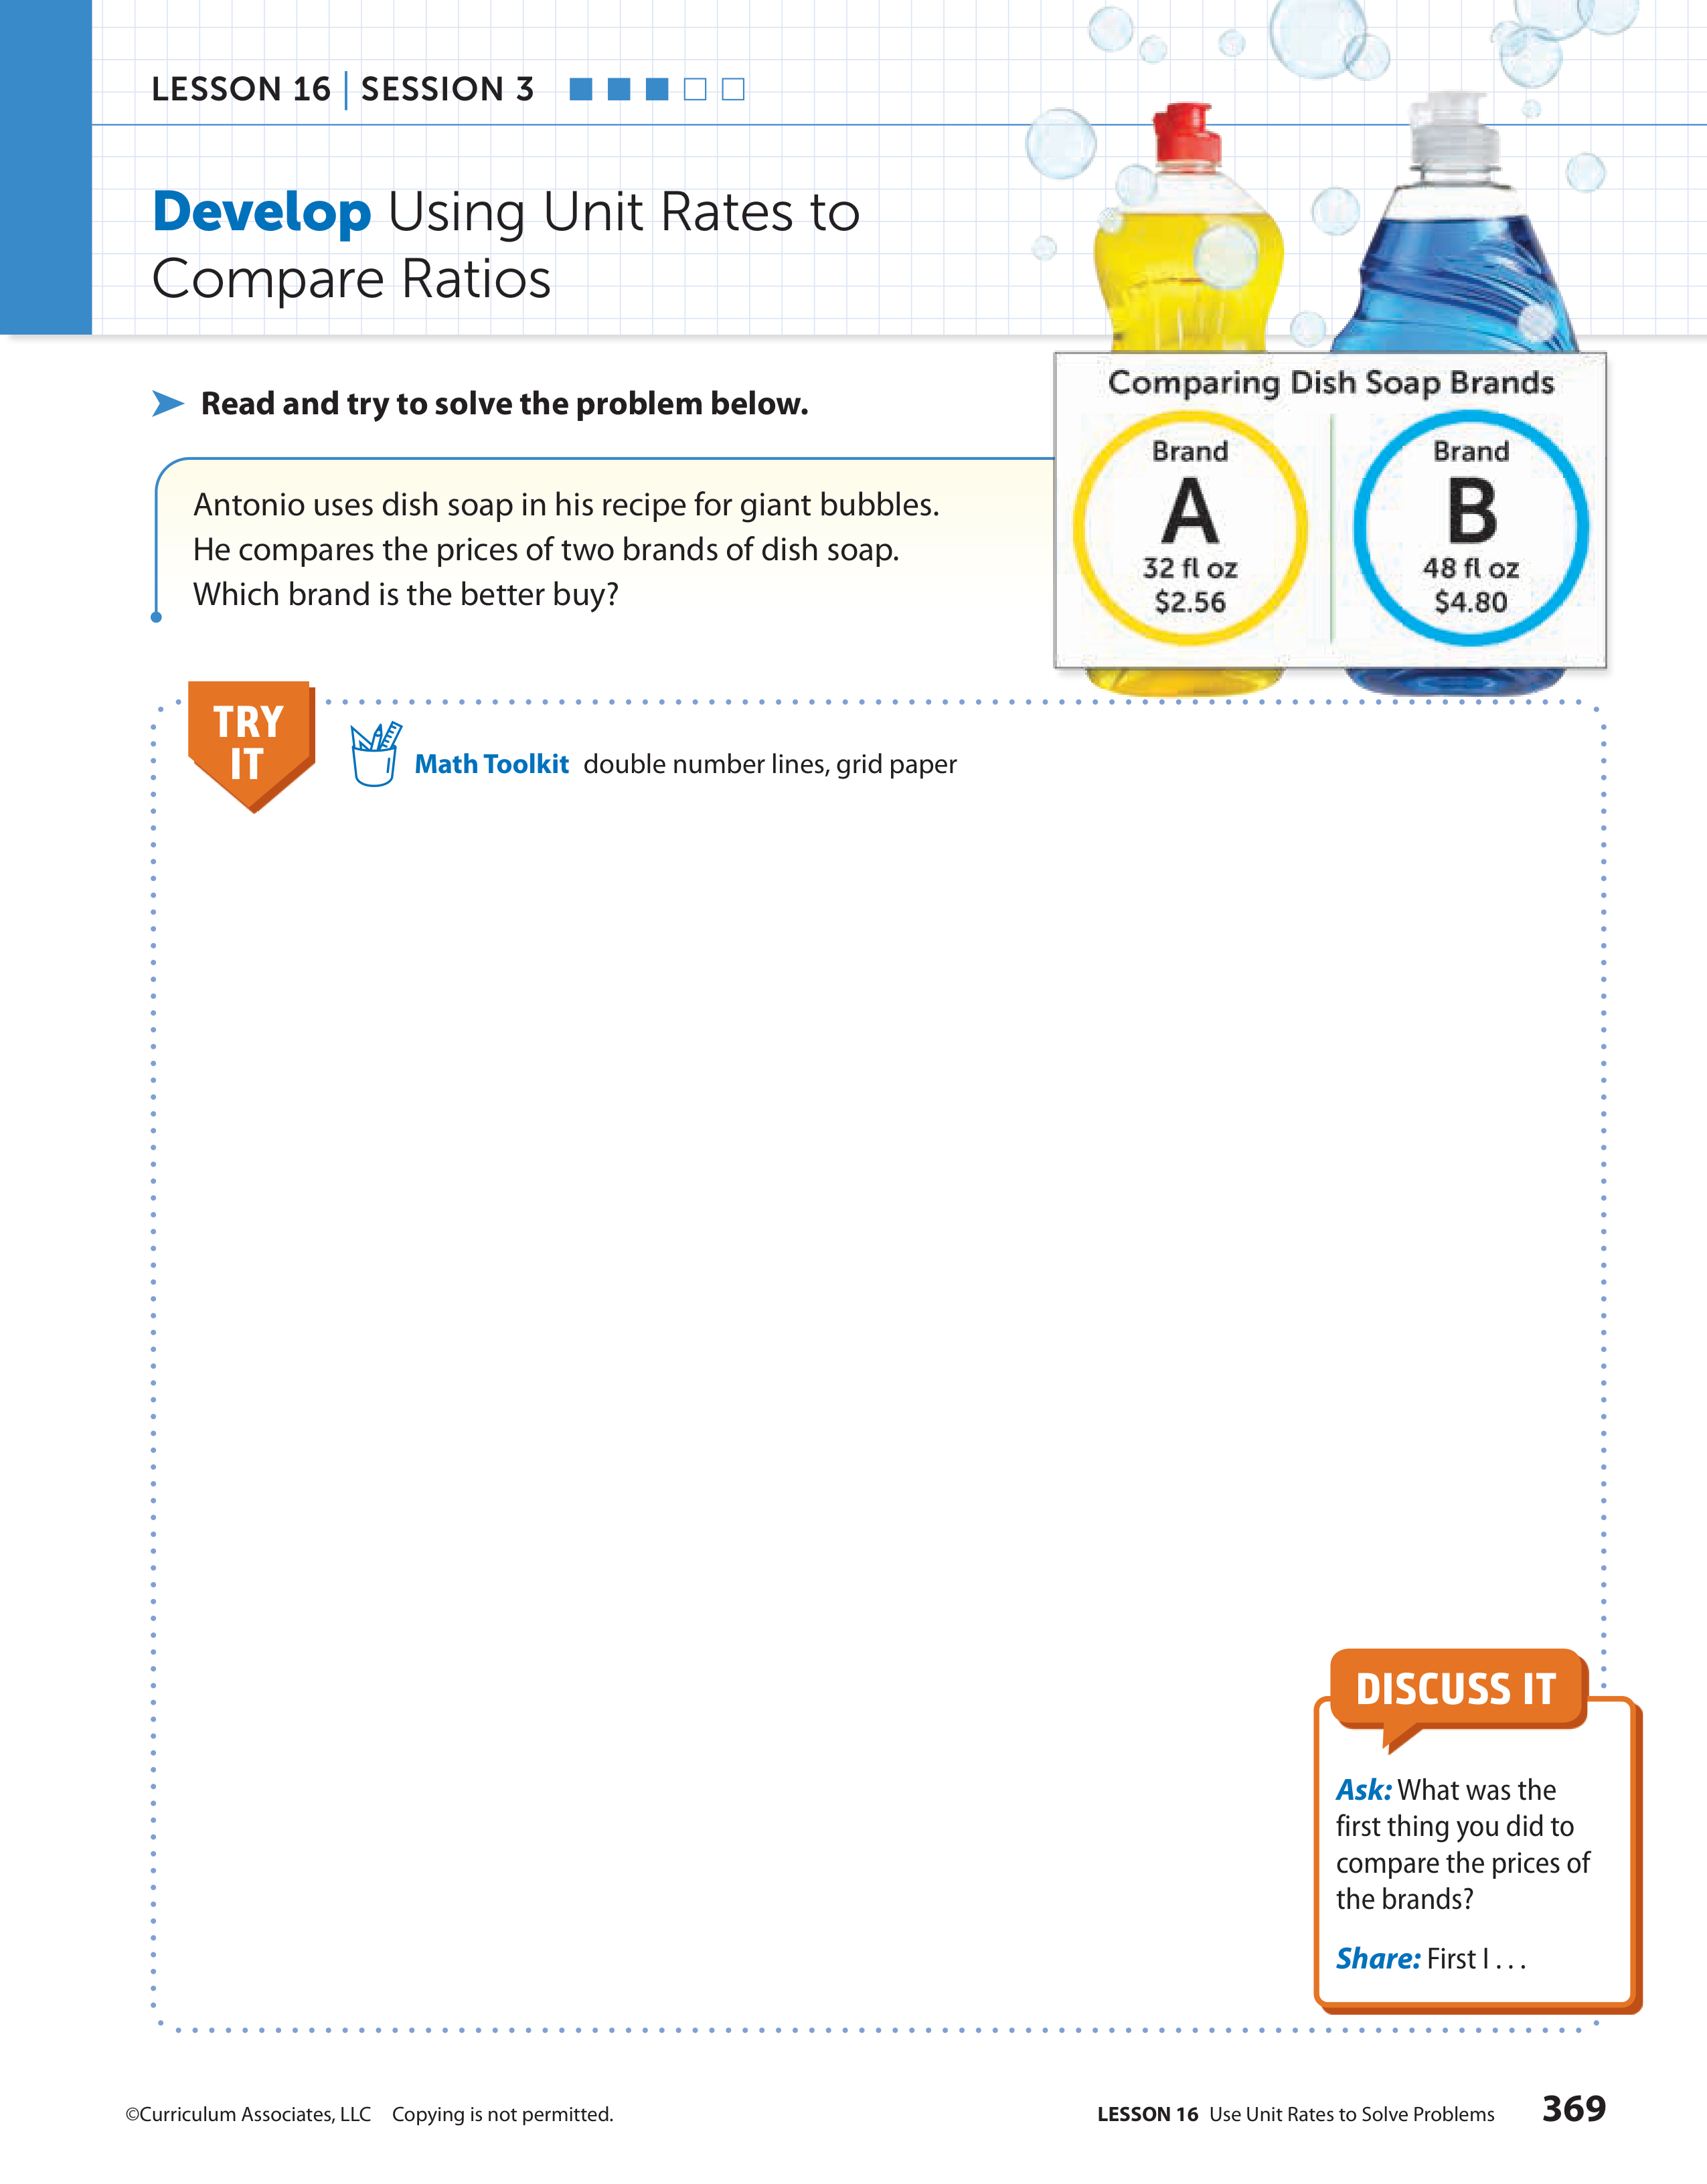 LESSON 16 | SESSION 3
Develop Using Unit Rates to
Compare Ratios
Read and try to solve the problem below.
Antonio uses dish soap in his recipe for giant bubbles.
He compares the prices of two brands of dish soap.
Which brand is the better buy?
Comparing Dish Soap Brands
Brand
A
32 fl oz
$2.56
Brand
B
48 fl oz
$4.80
TRY
IT
Math Toolkit double number lines, grid paper
DISCUSS IT
Ask: What was the
first thing you did to
compare the prices of
the brands?
Share: First I . . .
©Curriculum Associates, LLC Copying is not permitted.
LESSON 16 Use Unit Rates to Solve Problems 369